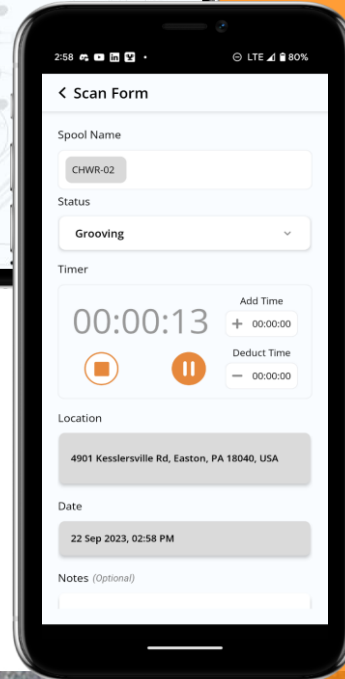 2:58
LTE 80%
Scan Form
Spool Name
CHWR-02
Status
Grooving
Timer
00:00:13
Add Time
+ 00:00:00
Deduct Time
— 00:00:00
Location
4901 Kesslersville Rd, Easton, PA 18040, USA
Date
22 Sep 2023, 02:58 PM
Notes (Optional)